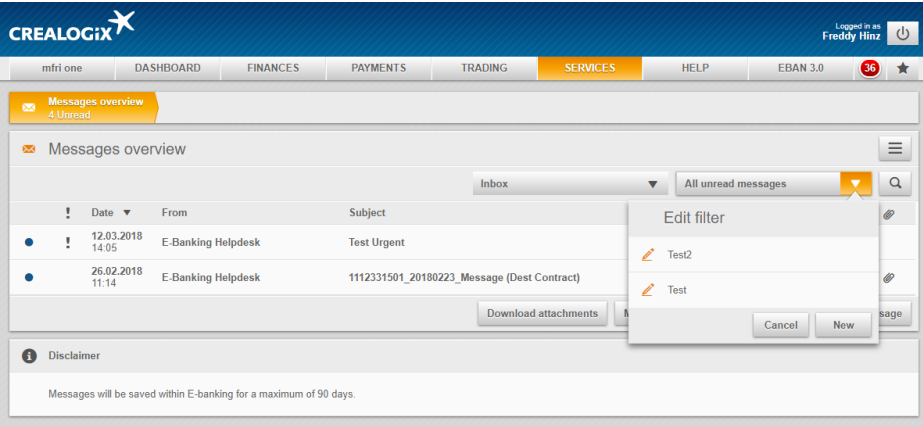 CREALOGiX
Logged in as
Freddy Hinz
mfri one DASHBOARD FINANCES PAYMENTS TRADING SERVICES HELP EBAN 3.0 36
Messages overview
4 Unread
Messages overview
Inbox All unread messages
! Date From Subject
Edit filter
! 12.03.2018
14:05
E-Banking Helpdesk Test Urgent
Test2
26.02.2018
11:14
E-Banking Helpdesk 1112331501_20180223_Message (Dest Contract)
Test
Download attachments
Cancel New
Disclaimer
Messages will be saved within E-banking for a maximum of 90 days.